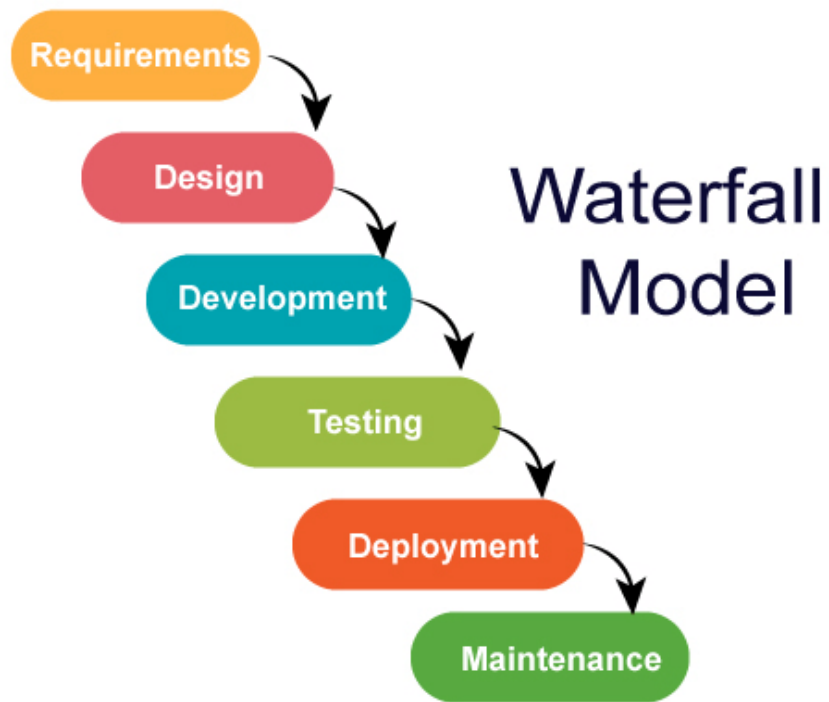 Requirements
Design
Waterfall
Model
Development
Testing
Deployment
Maintenance